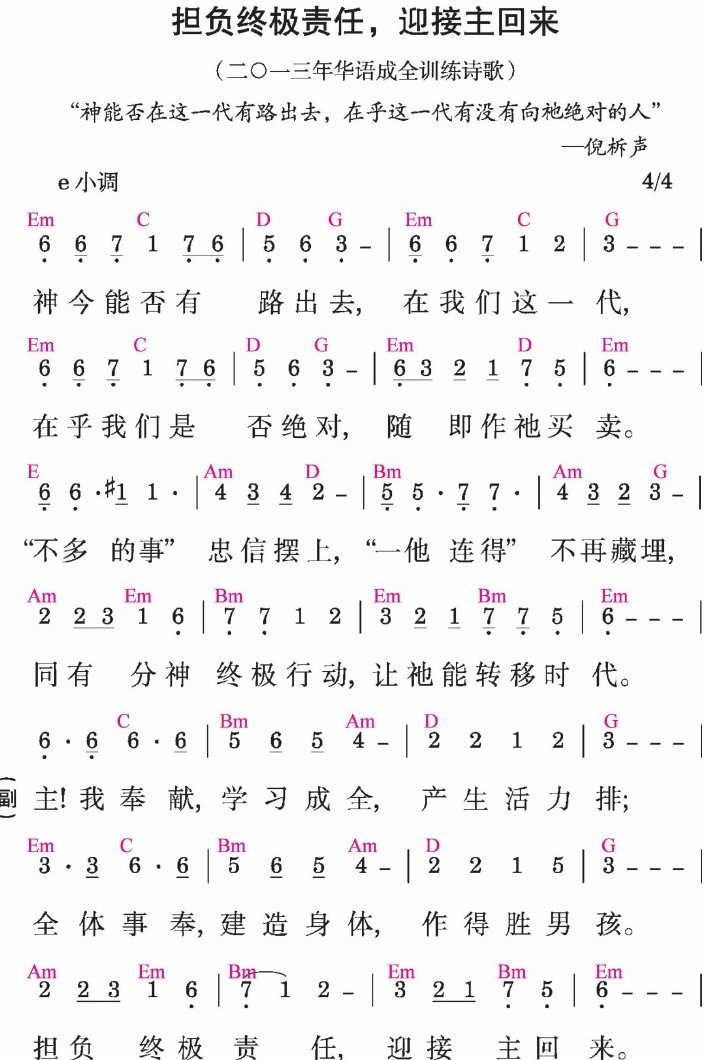 担负终极责任，迎接主回来
（二〇一三年华语成全训练诗歌）
“神能否在这一代有路出去，在乎这一代有没有向祂绝对的人”
—倪柝声
e小调 4/4
Em C D G Em C G
6 6 7 1 7 6 | 5 6 3 – | 6 6 7 1 2 | 3 – – – |
神今能否有 路出去, 在我们这一代,
Em C D G Em D Em
6 6 7 1 7 6 | 5 6 3 – | 6 3 2 1 7 5 | 6 – – – |
在乎我们是 否绝对, 随 即作祂买 卖。
E Am D Bm Am G
6 6 · #1 1 · | 4 3 4 2 – | 5 5 · 7 7 · | 4 3 2 3 – |
“不多 的事” 忠信摆上, “一他 连得” 不再藏埋,
Am Em Bm Em Bm Em
2 2 3 1 6 | 7 7 1 2 | 3 2 1 7 7 5 | 6 – – – |
同有 分神 终极行动, 让祂能转移时 代。
C Bm Am D G
6 · 6 6 · 6 | 5 6 5 4 – | 2 2 1 2 | 3 – – – |
（副） 主! 我奉献, 学习成全, 产生活力排;
Em C Bm Am D G
3 · 3 6 · 6 | 5 6 5 4 – | 2 2 1 5 | 3 – – – |
全体事奉, 建造身体, 作得胜男孩。
Am Em Bm Em Bm Em
2 2 3 1 6 | 7 1 2 – | 3 2 1 7 5 | 6 – – – |
担负 终极责 任, 迎接 主回来。